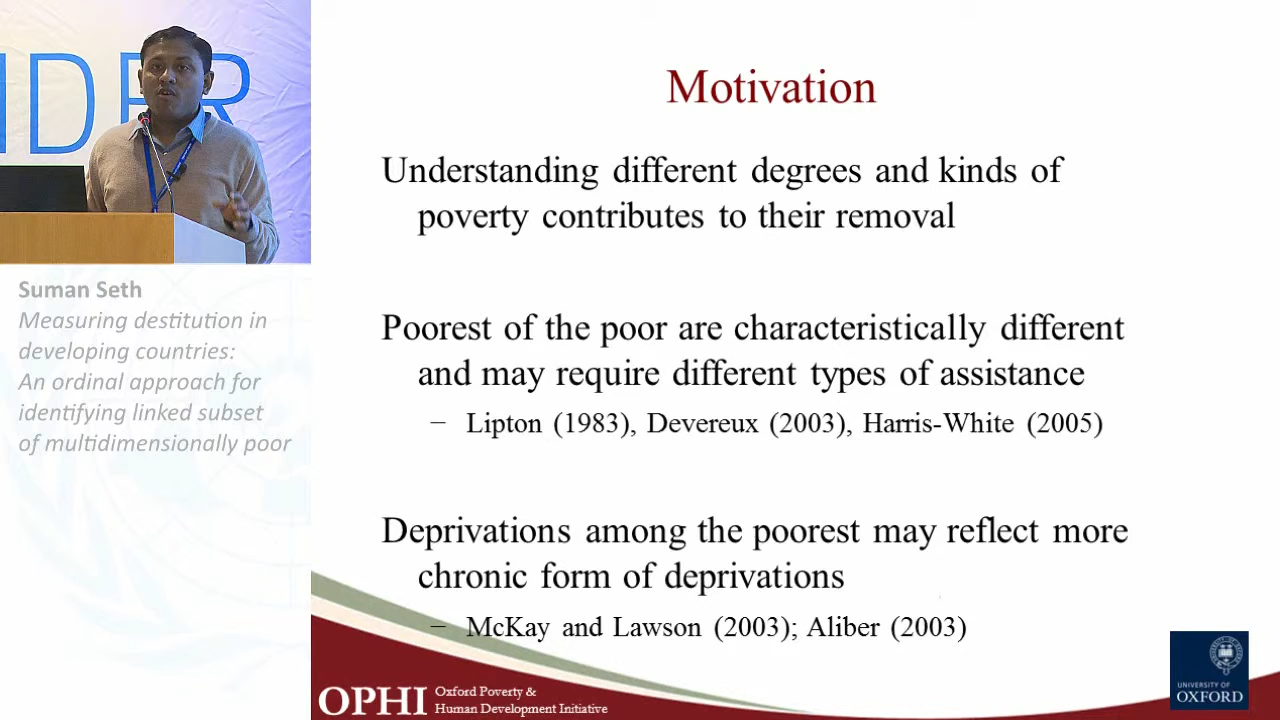 IDER
Suman Seth
Measuring destitution in
developing countries:
An ordinal approach for
identifying linked subset
of multidimensionally poor
Motivation
Understanding different degrees and kinds of
poverty contributes to their removal
Poorest of the poor are characteristically different
and may require different types of assistance
– Lipton (1983), Devereux (2003), Harris-White (2005)
Deprivations among the poorest may reflect more
chronic form of deprivations
– McKay and Lawson (2003); Aliber (2003)
OPHI
Oxford Poverty &
Human Development Initiative
UNIVERSITY OF
OXFORD